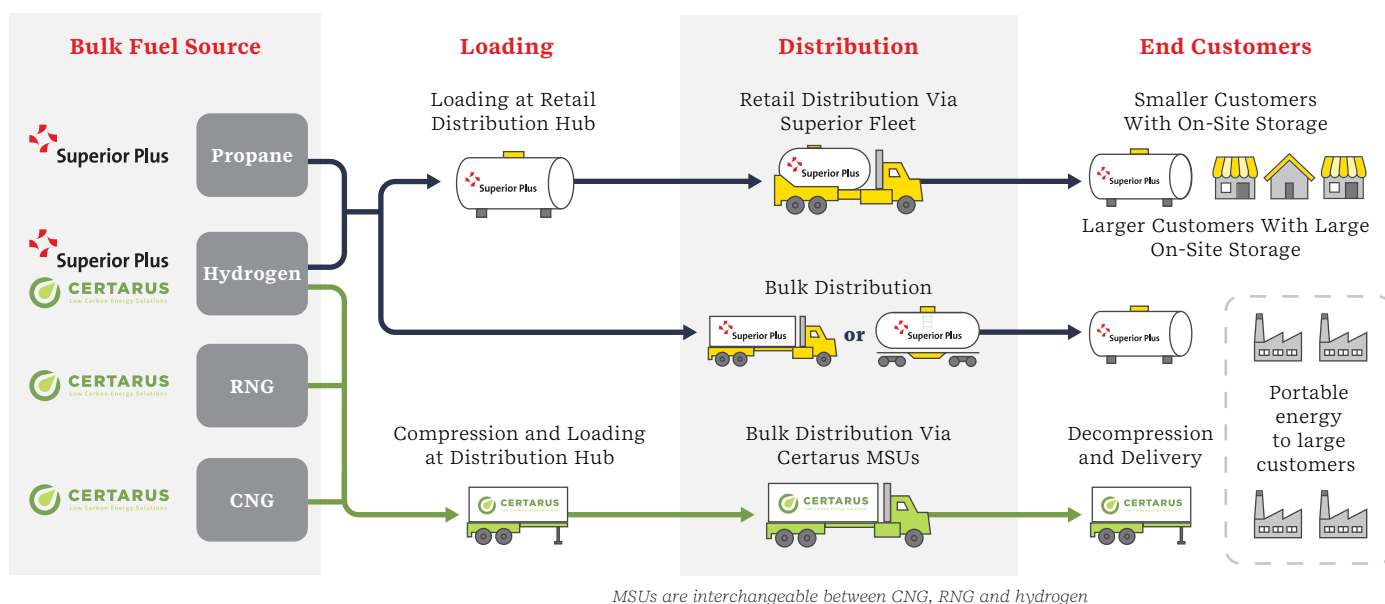 Bulk Fuel Source
Loading
Distribution
End Customers
Superior Plus
Propane
Superior Plus
CERTARUS
Low Carbon Energy Solutions
Hydrogen
CERTARUS
Low Carbon Energy Solutions
RNG
CERTARUS
Low Carbon Energy Solutions
CNG
Loading at Retail
Distribution Hub
Superior Plus
Retail Distribution Via
Superior Fleet
Superior Plus
Smaller Customers
With On-Site Storage
Superior Plus
Larger Customers With Large
On-Site Storage
Bulk Distribution
Superior Plus
or
Superior Plus
Superior Plus
Compression and Loading
at Distribution Hub
CERTARUS
Low Carbon Energy Solutions
Bulk Distribution Via
Certarus MSUs
CERTARUS
Low Carbon Energy Solutions
Decompression
and Delivery
CERTARUS
Low Carbon Energy Solutions
Portable
energy
to large
customers
MSUs are interchangeable between CNG, RNG and hydrogen